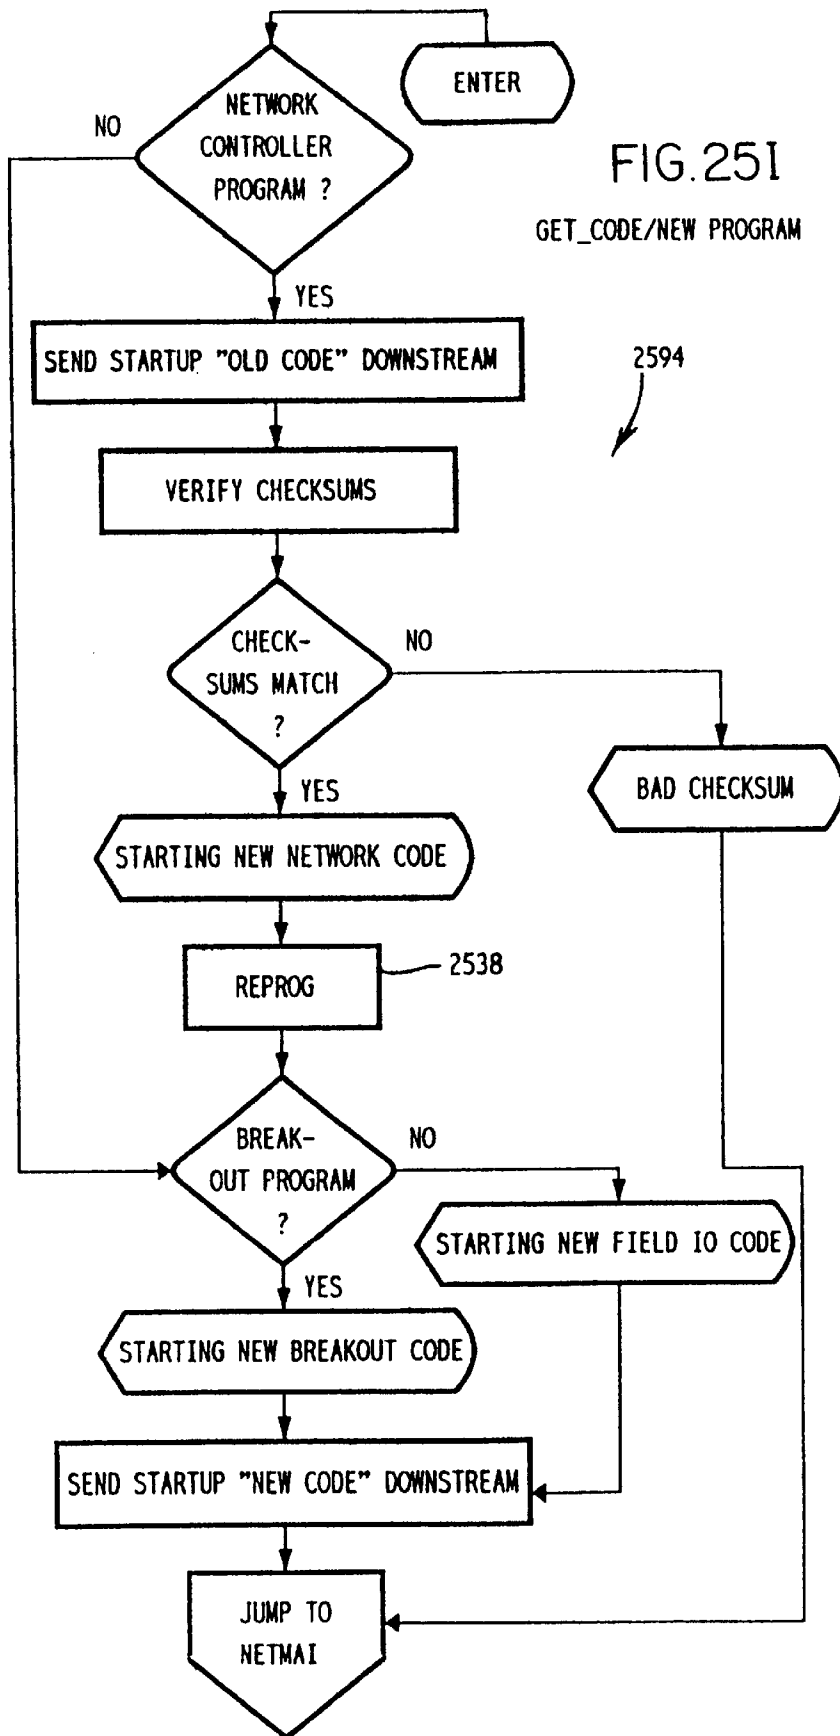 ENTER
NETWORK
CONTROLLER
PROGRAM ?
NO
FIG.25I
GET_CODE/NEW PROGRAM
YES
SEND STARTUP "OLD CODE" DOWNSTREAM
2594
VERIFY CHECKSUMS
CHECK-
SUMS MATCH
?
NO
YES
BAD CHECKSUM
STARTING NEW NETWORK CODE
REPROG
2538
BREAK-
OUT PROGRAM
?
NO
STARTING NEW FIELD IO CODE
YES
STARTING NEW BREAKOUT CODE
SEND STARTUP "NEW CODE" DOWNSTREAM
JUMP TO
NETMAI